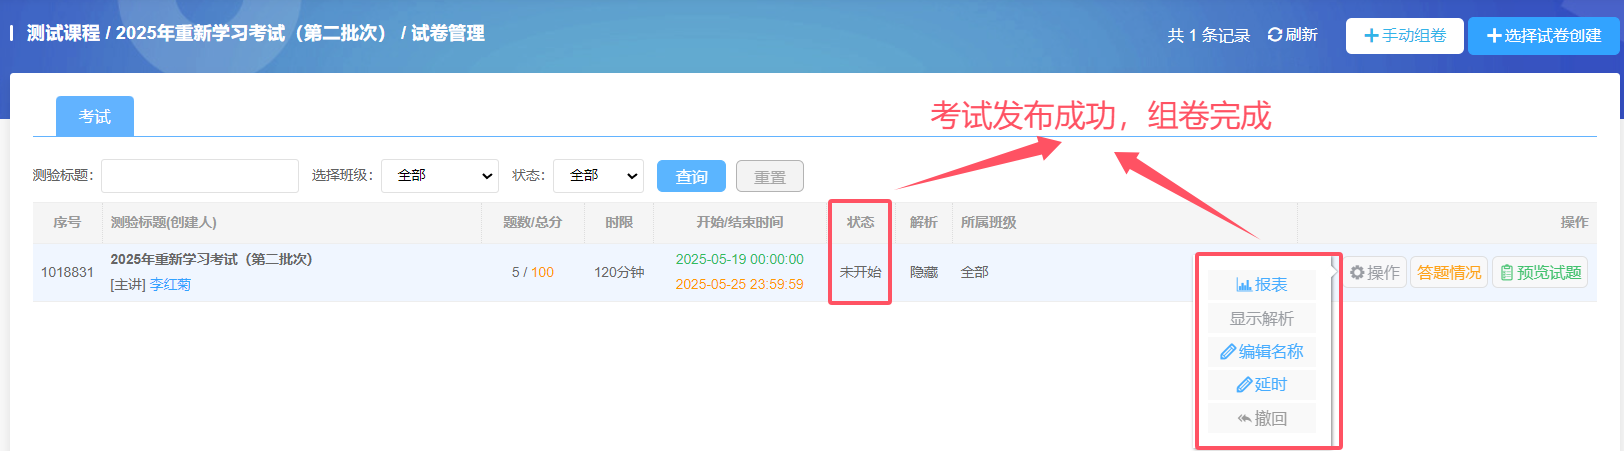 测试课程 / 2025年重新学习考试（第二批次） / 试卷管理
共 1 条记录 刷新 手动组卷 选择试卷创建
考试
考试发布成功，组卷完成
测验标题： 选择班级： 全部 状态： 全部 查询 重置
序号 测验标题(创建人) 题数/总分 时限 开始/结束时间 状态 解析 所属班级 操作
1018831 2025年重新学习考试（第二批次） 5 / 100 120分钟 2025-05-19 00:00:00 未开始 隐藏 全部 操作 答题情况 预览试题
[主讲] 李红菊 2025-05-25 23:59:59
报表
显示解析
编辑名称
延时
撤回